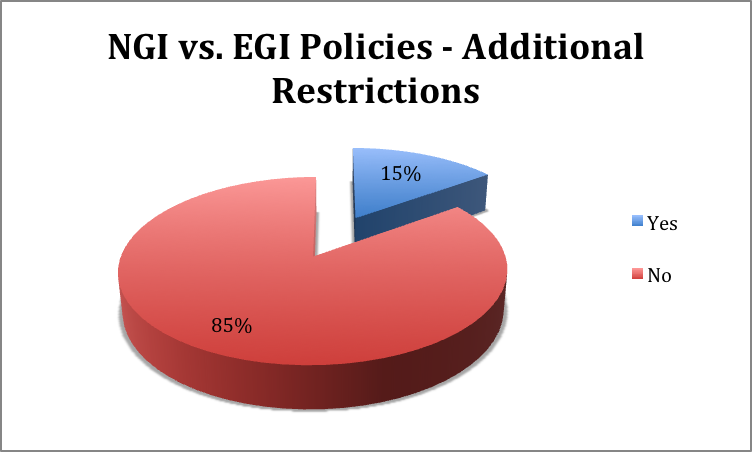 NGI vs. EGI Policies - Additional
Restrictions
15%
Yes
No
85%